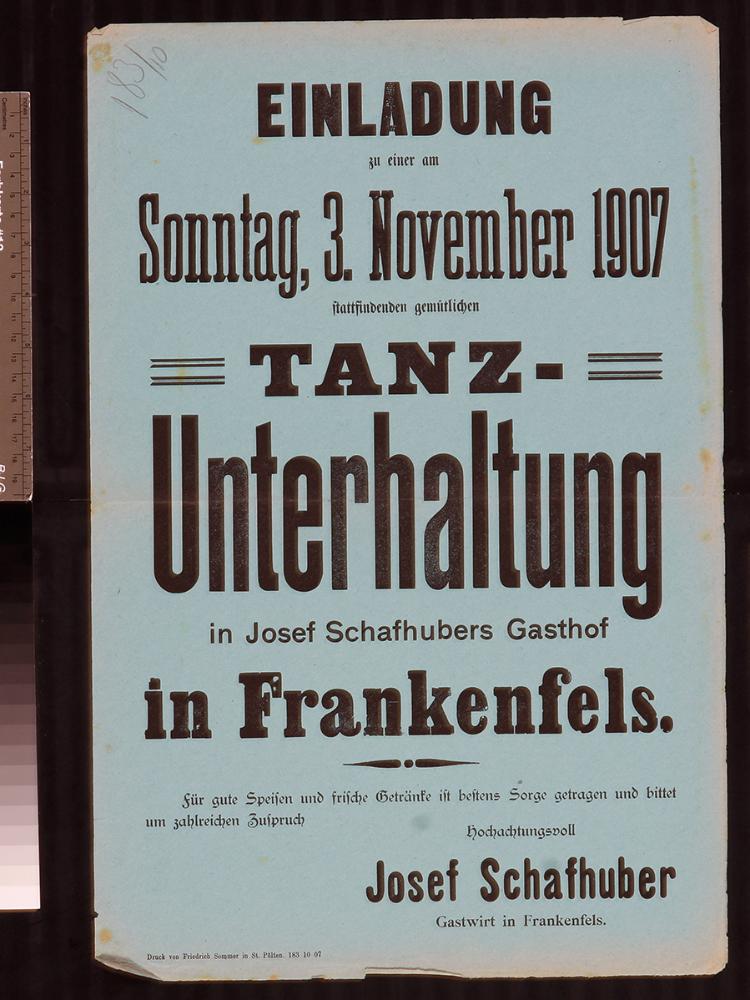 183/10
EINLADUNG
zu einer am
Sonntag, 3. November 1907
stattfindenden gemütlichen
TANZ-
Unterhaltung
in Josef Schafhubers Gasthof
in Frankenfels.
Für gute Speisen und frische Getränke ist bestens Sorge getragen und bittet
um zahlreichen Zuspruch
Hochachtungsvoll
Josef Schafhuber
Gastwirt in Frankenfels.
Druck von Friedrich Sommer in St. Pölten. 183 10 07